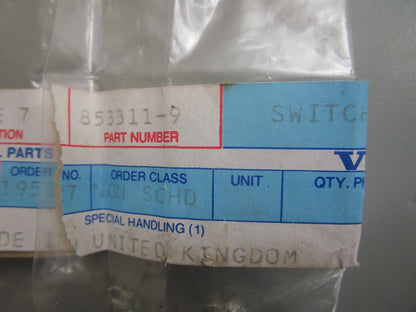 E 7 853311-9 SWITCH
TION PART NUMBER
L PARTS V
ORDER NO. ORDER CLASS UNIT QTY. P
195 7 NON SCHD
SPECIAL HANDLING (1)
DE I UNITED KINGDOM